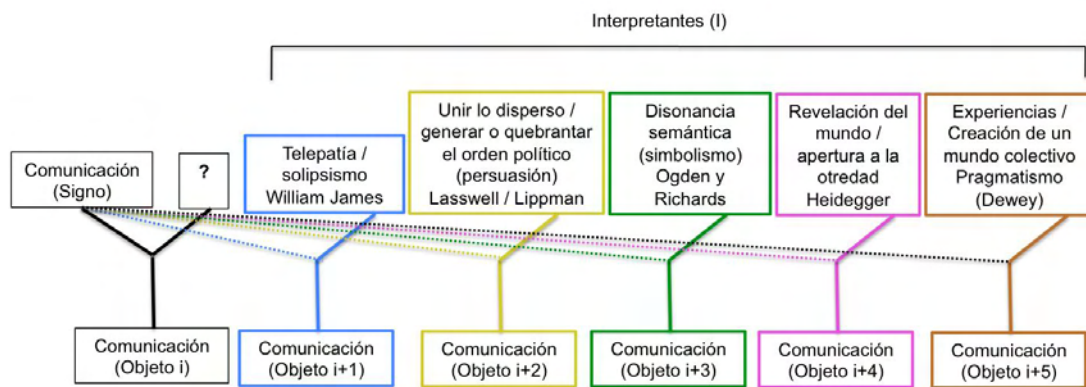 Interpretantes (I)
Comunicación
(Signo)
?
Telepatía /
solipsismo
William James
Unir lo disperso /
generar o quebrantar
el orden político
(persuasión)
Lasswell / Lippman
Disonancia
semántica
(simbolismo)
Ogden y
Richards
Revelación del
mundo /
apertura a la
otredad
Heidegger
Experiencias /
Creación de un
mundo colectivo
Pragmatismo
(Dewey)
Comunicación
(Objeto i)
Comunicación
(Objeto i+1)
Comunicación
(Objeto i+2)
Comunicación
(Objeto i+3)
Comunicación
(Objeto i+4)
Comunicación
(Objeto i+5)